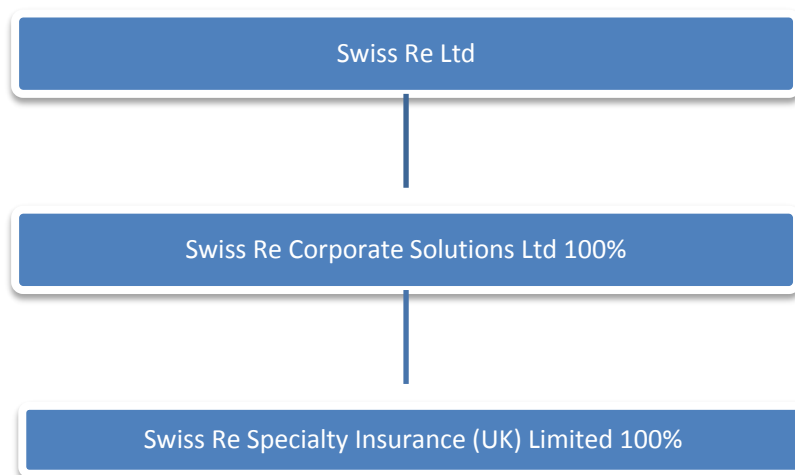 Swiss Re Ltd
Swiss Re Corporate Solutions Ltd 100%
Swiss Re Specialty Insurance (UK) Limited 100%